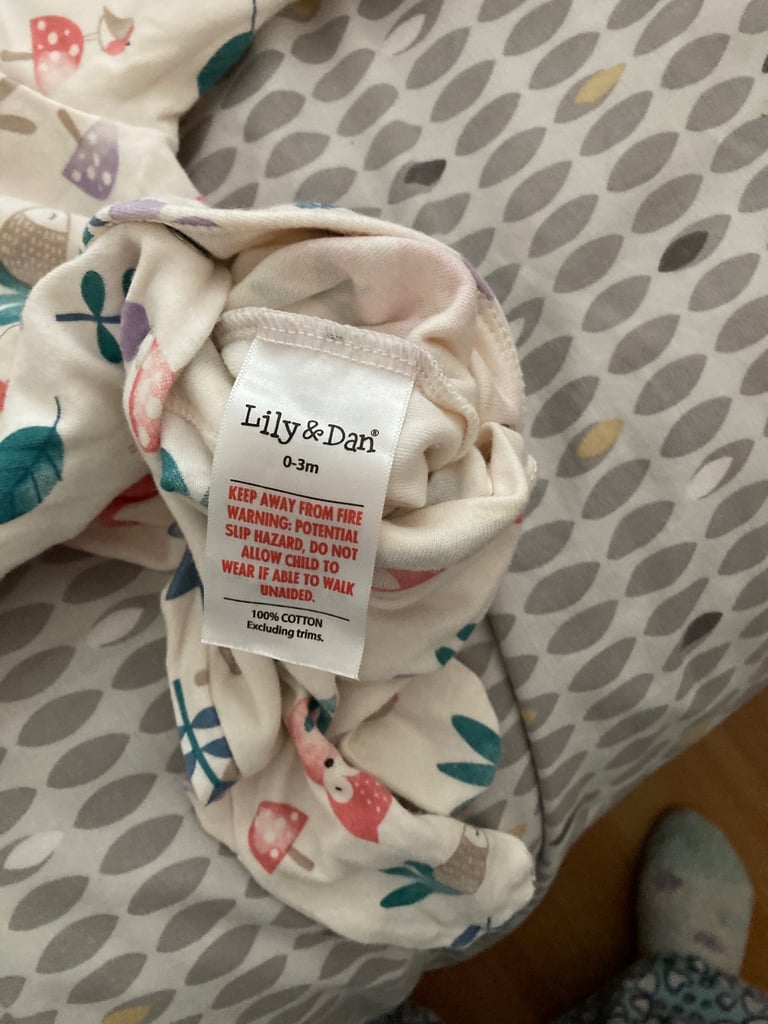 Lily & Dan®
0-3m
KEEP AWAY FROM FIRE
WARNING: POTENTIAL
SLIP HAZARD, DO NOT
ALLOW CHILD TO
WEAR IF ABLE TO WALK
UNAIDED.
100% COTTON
Excluding trims.